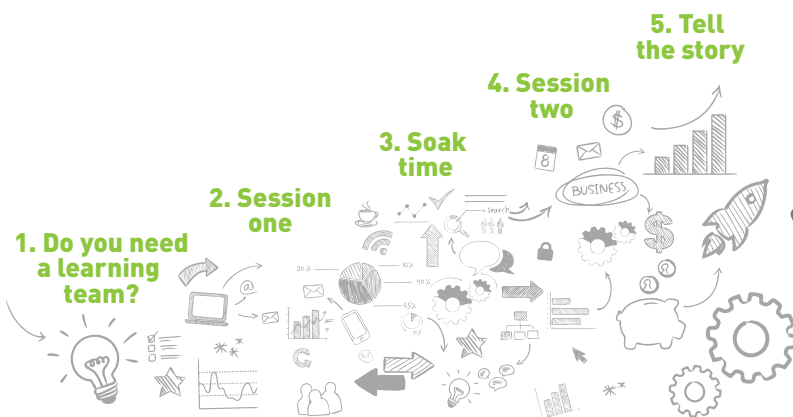 5. Tell
the story
4. Session
two
3. Soak
time
2. Session
one
1. Do you need
a learning
team?
$
8
BUSINESS
search
@
20%
10%
90%
$